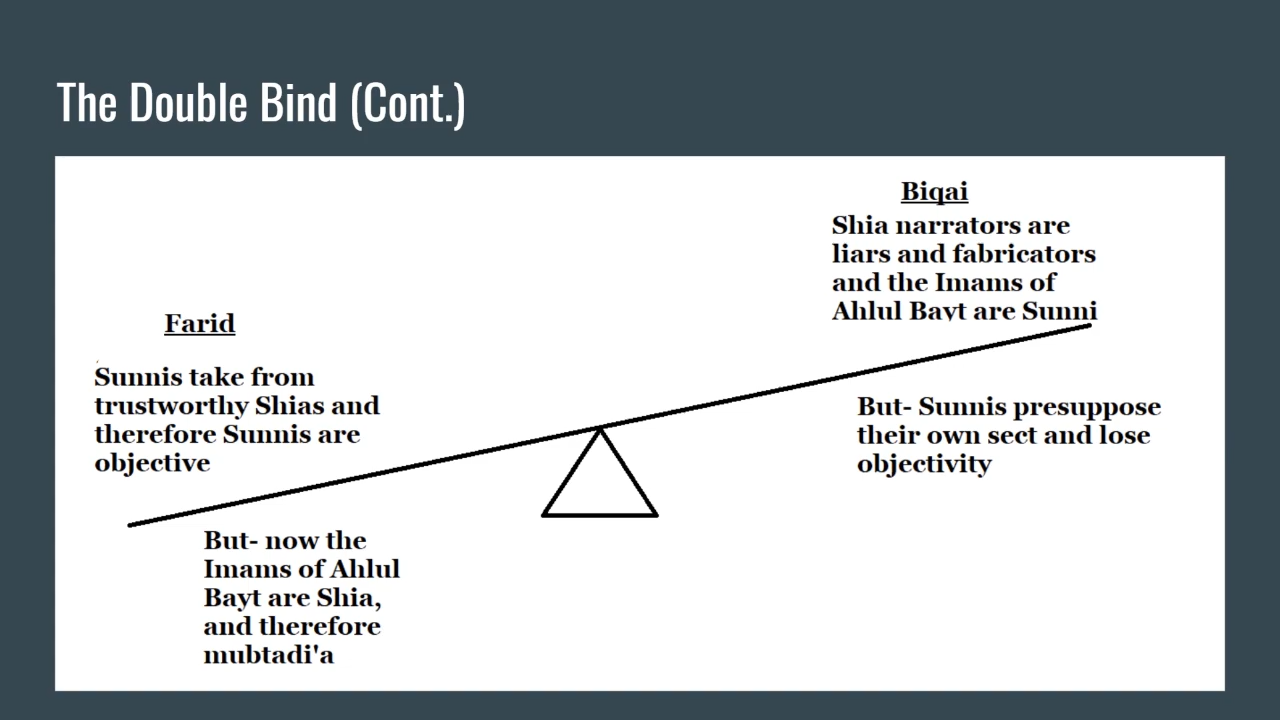 The Double Bind (Cont.)
Farid
Sunnis take from
trustworthy Shias and
therefore Sunnis are
objective
But- now the
Imams of Ahlul
Bayt are Shia,
and therefore
mubtadi'a
Biqai
Shia narrators are
liars and fabricators
and the Imams of
Ahlul Bayt are Sunni
But- Sunnis presuppose
their own sect and lose
objectivity